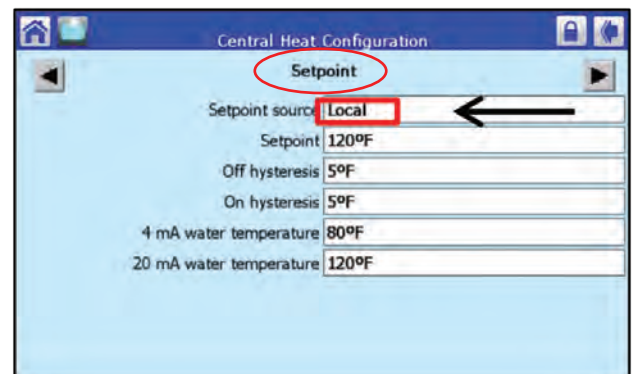 Central Heat Configuration
Setpoint
Setpoint source Local
Setpoint 120ºF
Off hysteresis 5ºF
On hysteresis 5ºF
4 mA water temperature 80ºF
20 mA water temperature 120ºF